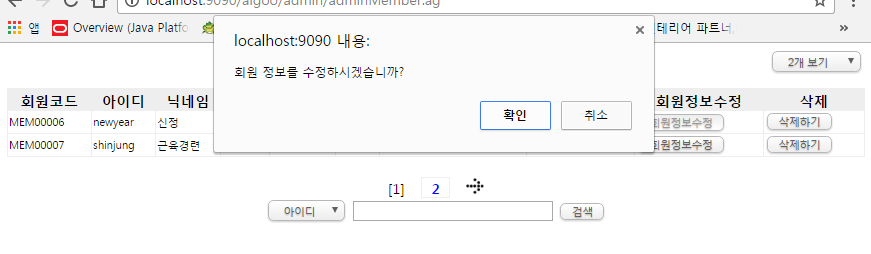 localhost:9090/aigoo/admin/adminMember.ag
앱 Overview (Java Platfo 인테리어 파트너,
»
localhost:9090 내용:
회원 정보를 수정하시겠습니까?
확인 취소
2개 보기
회원코드 아이디 닉네임 회원정보수정 삭제
MEM00006 newyear 신정 회원정보수정 삭제하기
MEM00007 shinjung 근육경련 회원정보수정 삭제하기
[1] 2
아이디 검색